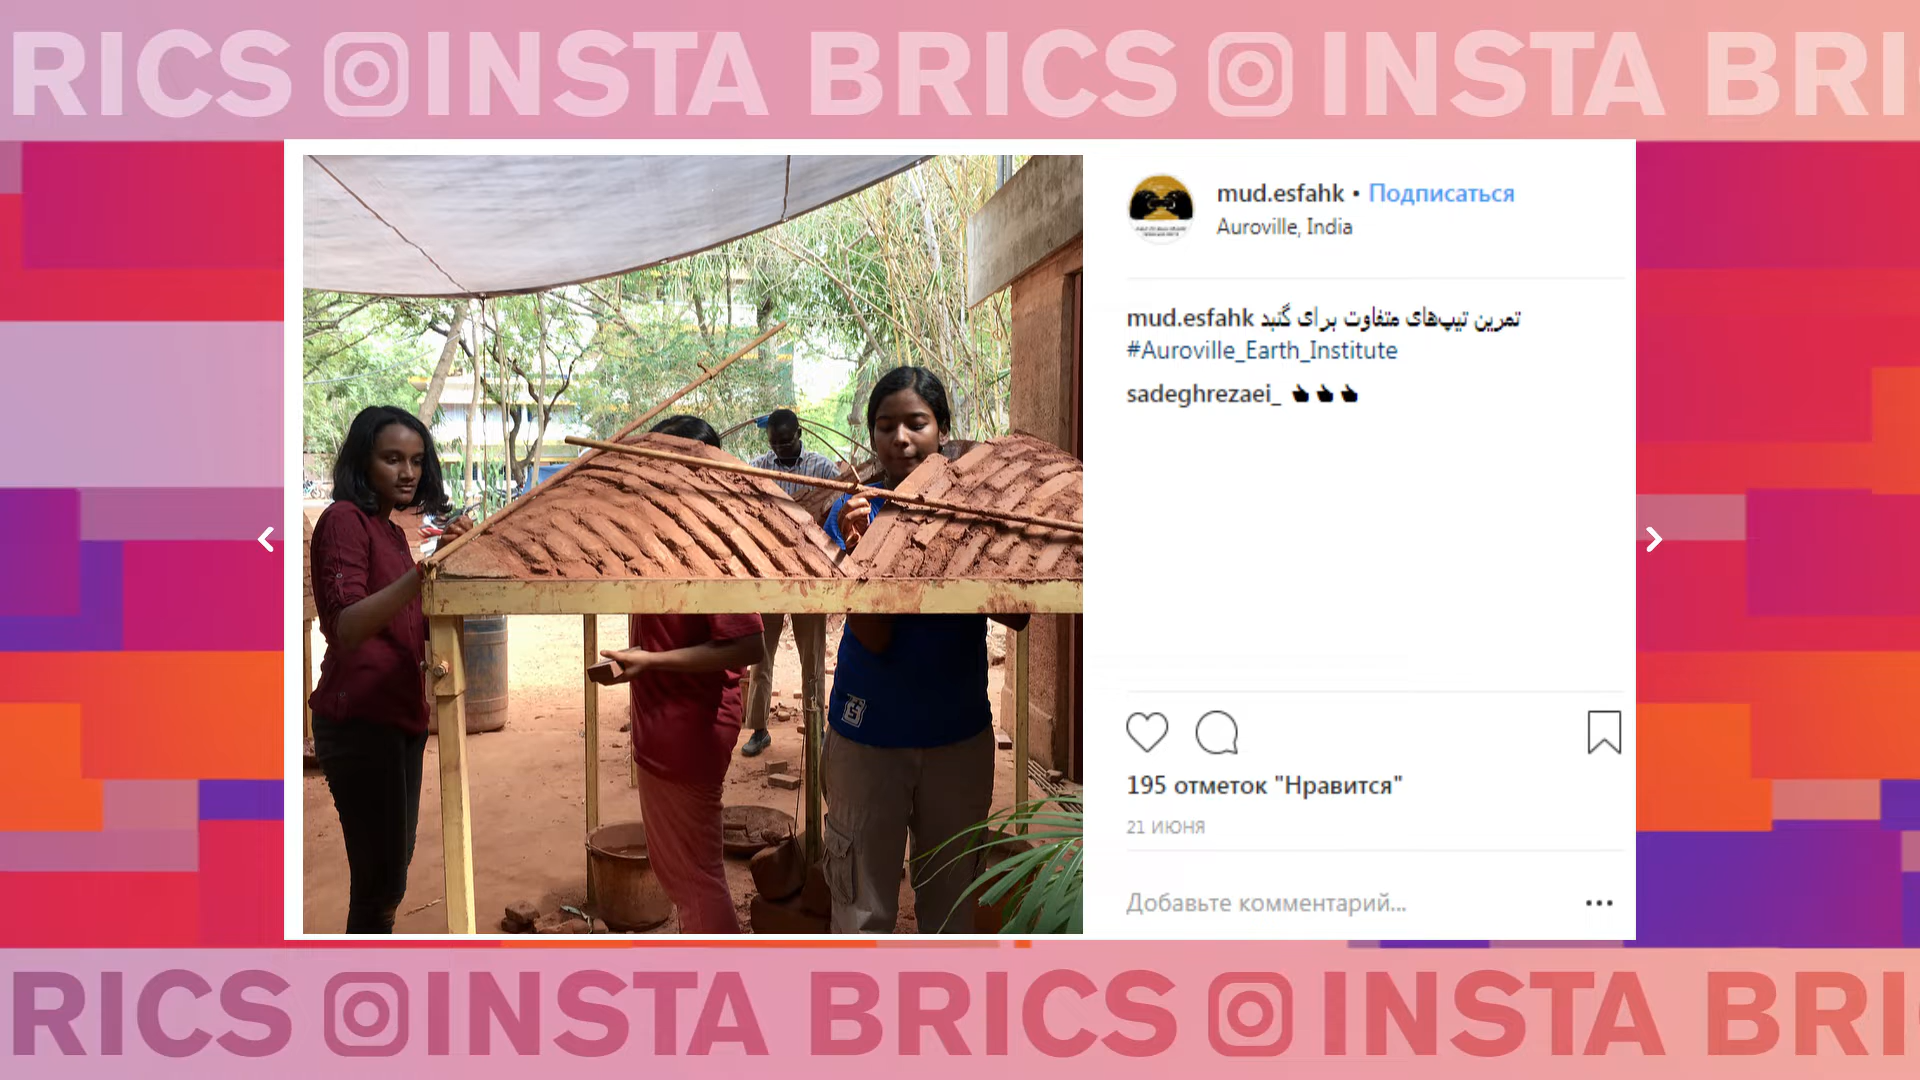 RICS INSTA BRICS INSTA BRI
mud.esfahk • Подписаться
Auroville, India
mud.esfahk تمرین تیپ‌های متفاوت برای گنبد
#Auroville_Earth_Institute
sadeghrezaei_
195 отметок "Нравится"
21 ИЮНЯ
Добавьте комментарий...
RICS INSTA BRICS INSTA BRI